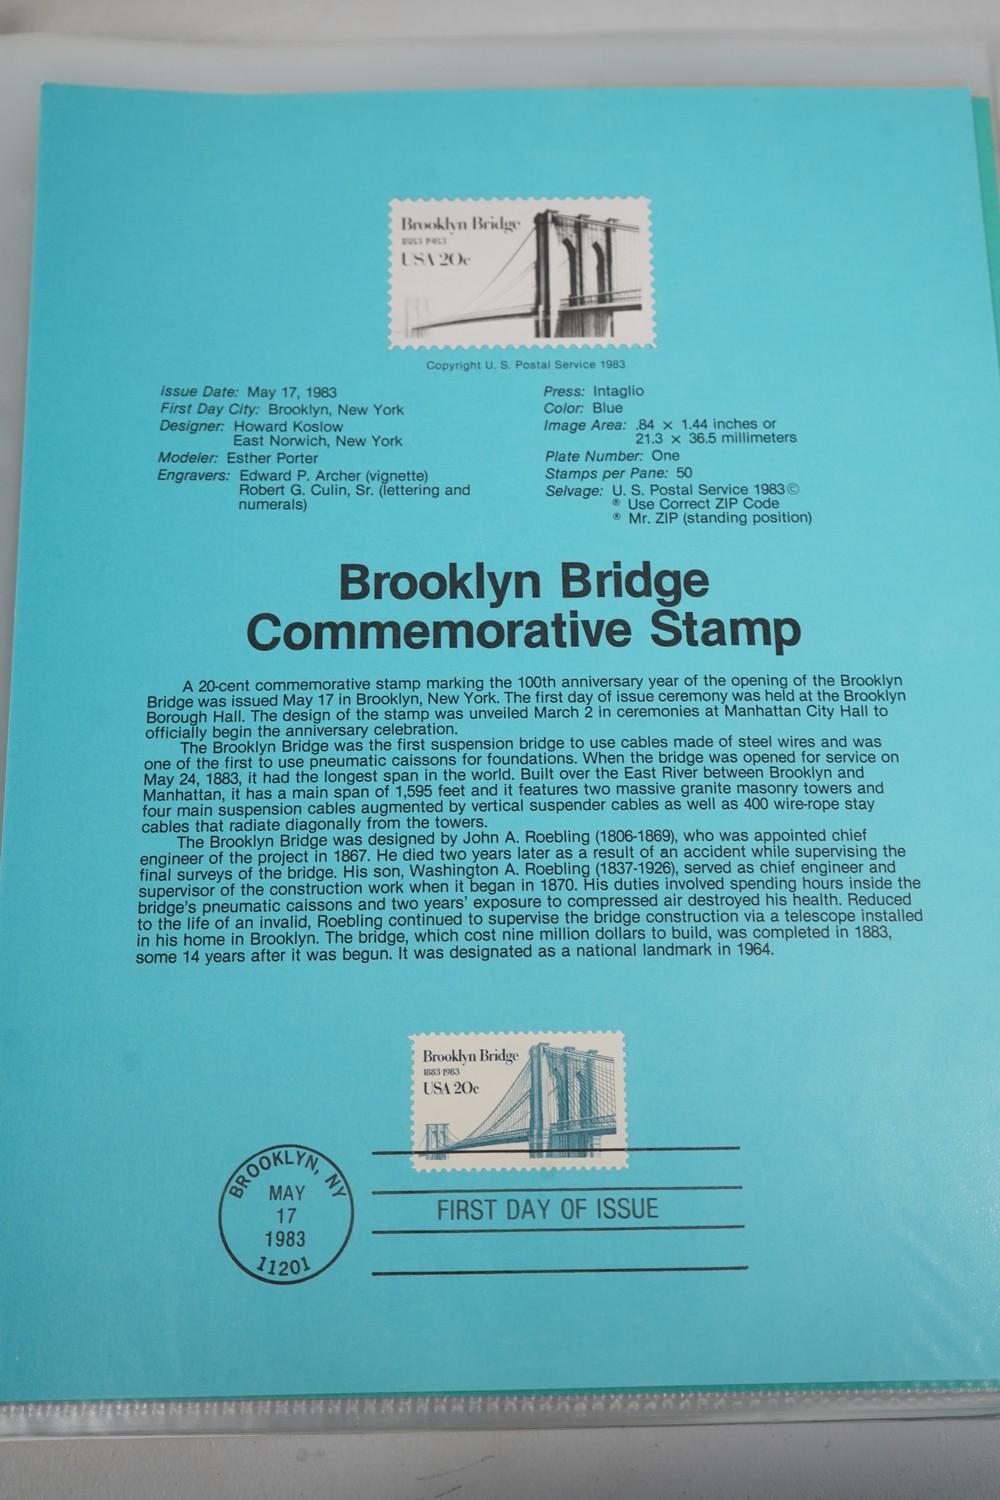 Brooklyn Bridge
1883-1983
USA 20c
Copyright U. S. Postal Service 1983
Issue Date: May 17, 1983
First Day City: Brooklyn, New York
Designer: Howard Koslow
East Norwich, New York
Modeler: Esther Porter
Engravers: Edward P. Archer (vignette)
Robert G. Culin, Sr. (lettering and
numerals)
Press: Intaglio
Color: Blue
Image Area: .84 × 1.44 inches or
21.3 × 36.5 millimeters
Plate Number: One
Stamps per Pane: 50
Selvage: U. S. Postal Service 1983©
® Use Correct ZIP Code
® Mr. ZIP (standing position)
Brooklyn Bridge
Commemorative Stamp
A 20-cent commemorative stamp marking the 100th anniversary year of the opening of the Brooklyn
Bridge was issued May 17 in Brooklyn, New York. The first day of issue ceremony was held at the Brooklyn
Borough Hall. The design of the stamp was unveiled March 2 in ceremonies at Manhattan City Hall to
officially begin the anniversary celebration.
The Brooklyn Bridge was the first suspension bridge to use cables made of steel wires and was
one of the first to use pneumatic caissons for foundations. When the bridge was opened for service on
May 24, 1883, it had the longest span in the world. Built over the East River between Brooklyn and
Manhattan, it has a main span of 1,595 feet and it features two massive granite masonry towers and
four main suspension cables augmented by vertical suspender cables as well as 400 wire-rope stay
cables that radiate diagonally from the towers.
The Brooklyn Bridge was designed by John A. Roebling (1806-1869), who was appointed chief
engineer of the project in 1867. He died two years later as a result of an accident while supervising the
final surveys of the bridge. His son, Washington A. Roebling (1837-1926), served as chief engineer and
supervisor of the construction work when it began in 1870. His duties involved spending hours inside the
bridge's pneumatic caissons and two years' exposure to compressed air destroyed his health. Reduced
to the life of an invalid, Roebling continued to supervise the bridge construction via a telescope installed
in his home in Brooklyn. The bridge, which cost nine million dollars to build, was completed in 1883,
some 14 years after it was begun. It was designated as a national landmark in 1964.
Brooklyn Bridge
1883-1983
USA 20c
BROOKLYN, NY
MAY
17
1983
11201
FIRST DAY OF ISSUE